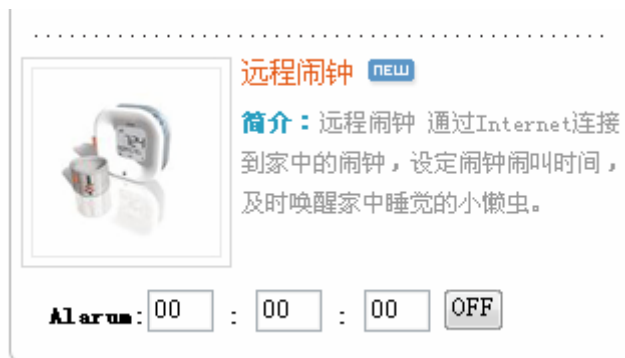 远程闹钟 new
简介：远程闹钟 通过Internet连接
到家中的闹钟，设定闹钟闹叫时间，
及时唤醒家中睡觉的小懒虫。
Alarum: 00 : 00 : 00 OFF